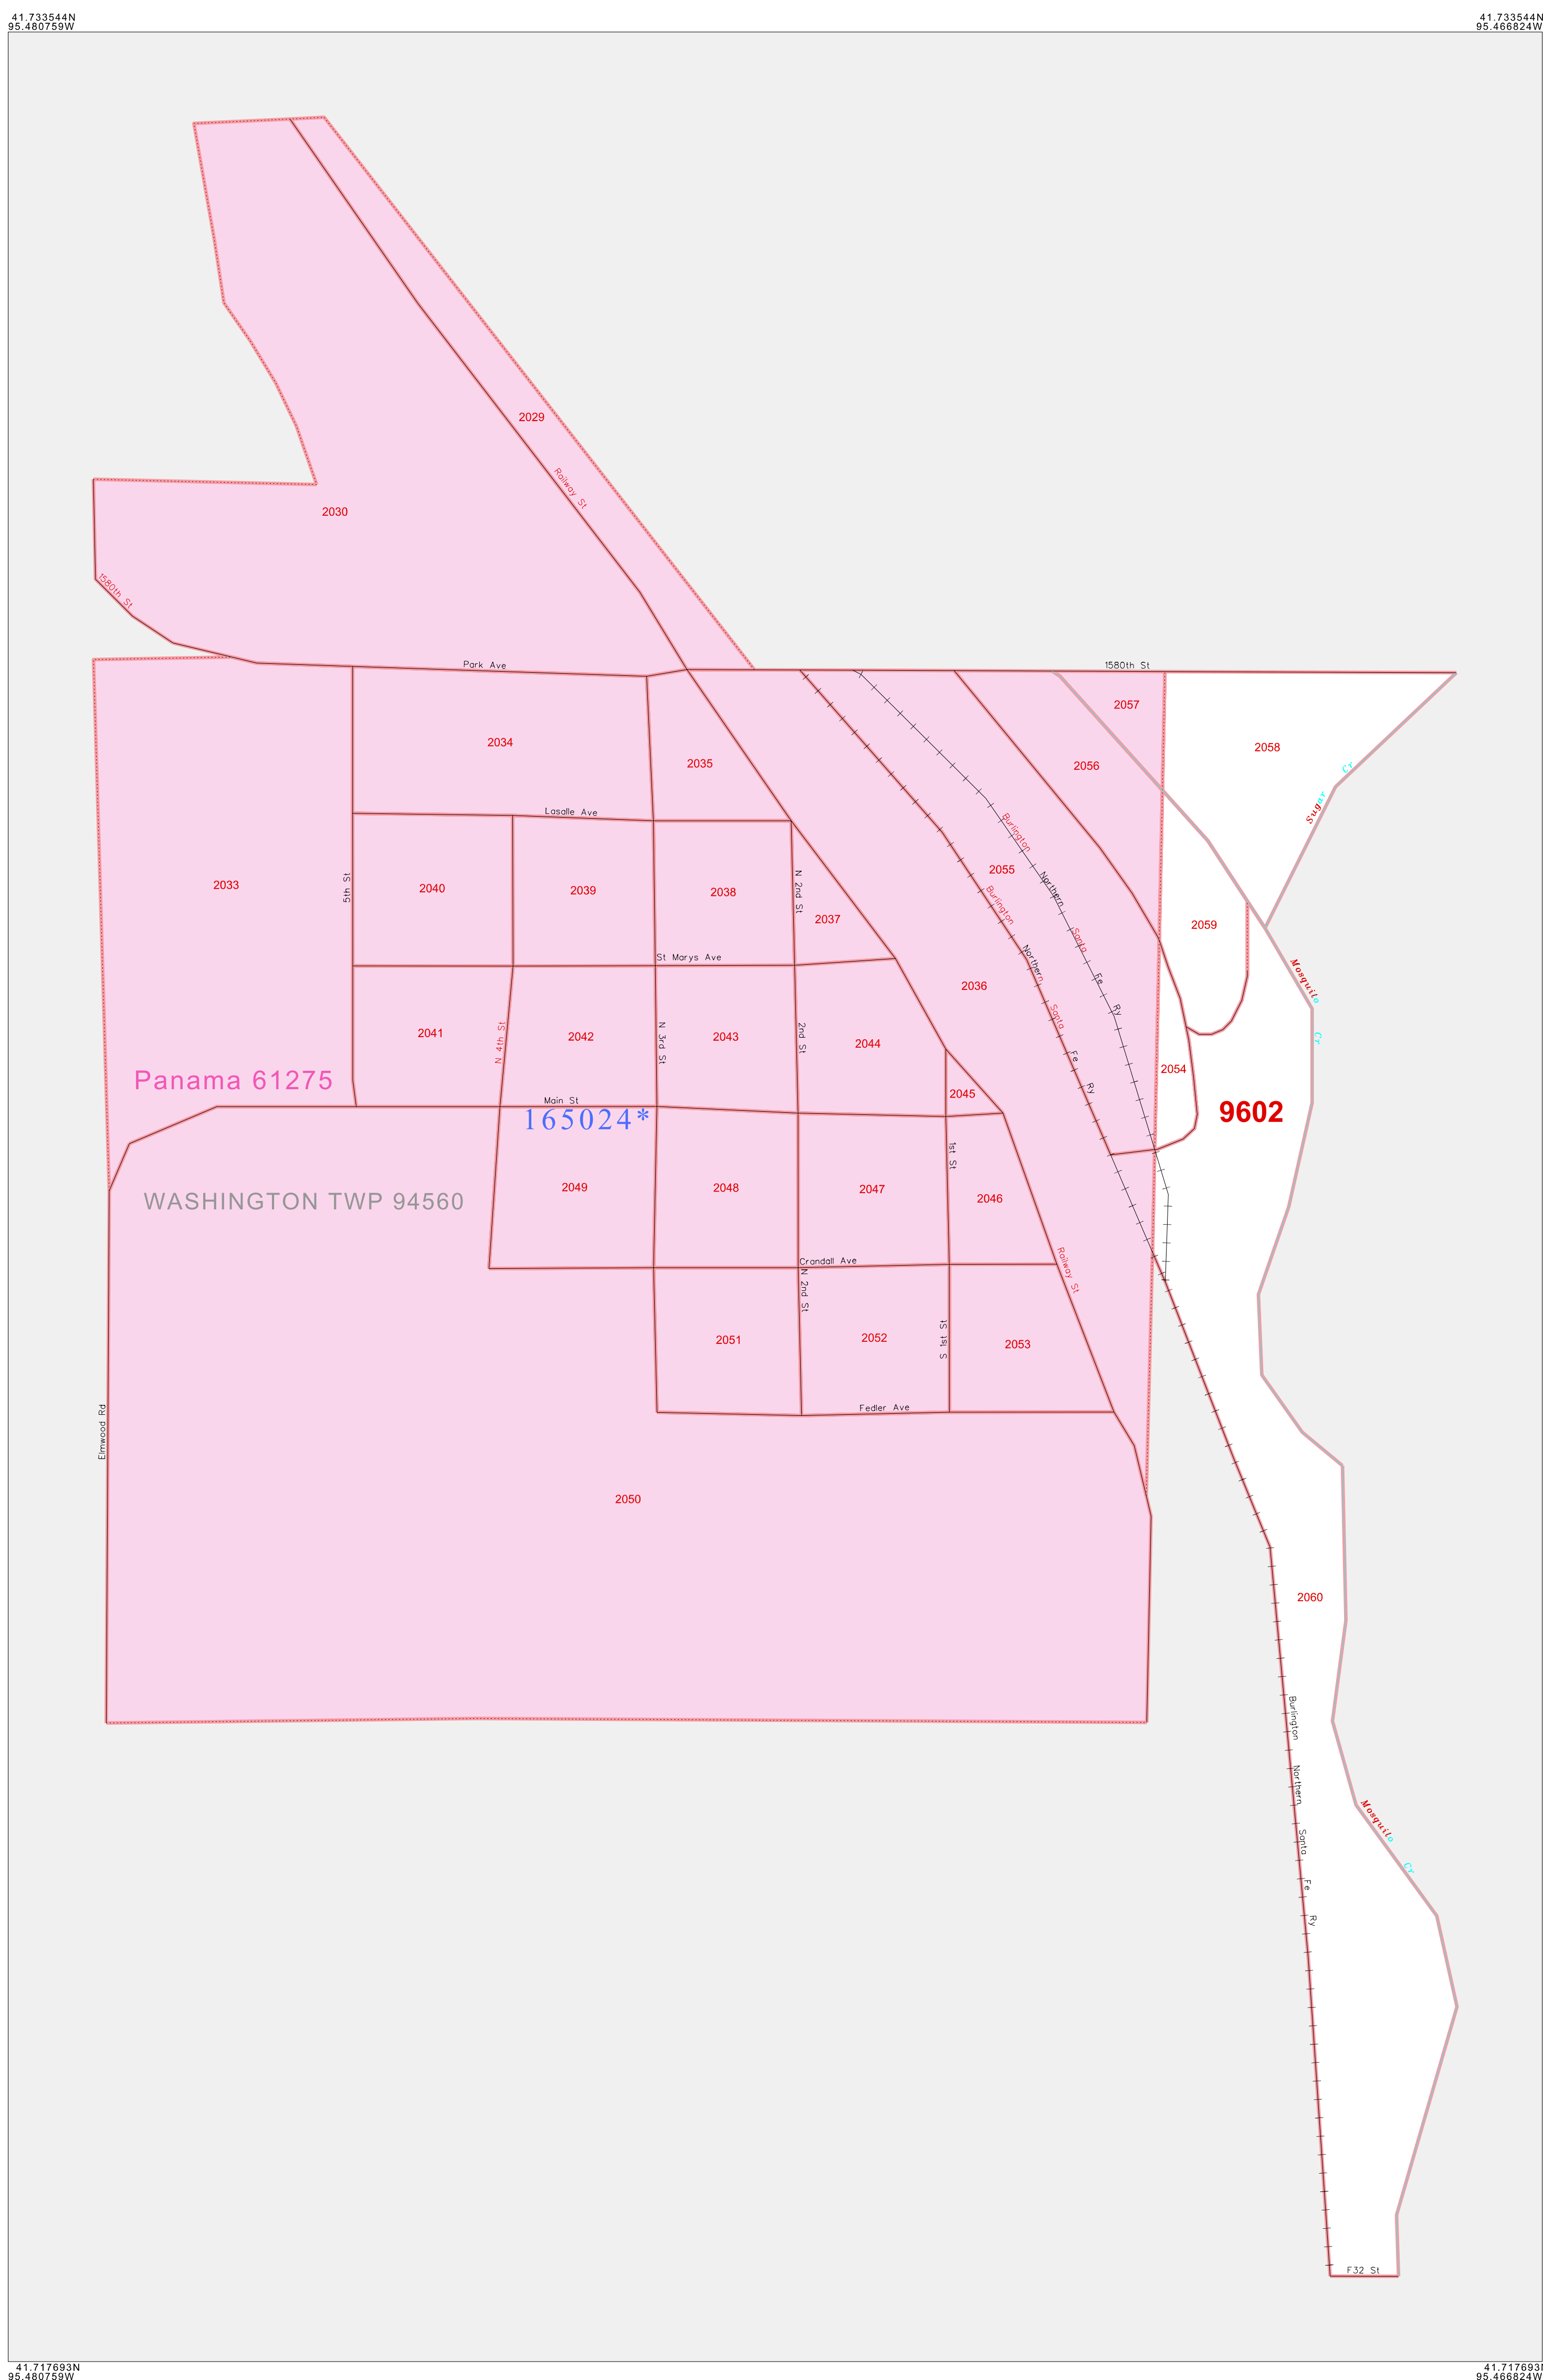 41.733544N
95.480759W
41.733544N
95.466824W
2029
Railway St
2030
1580th St
Park Ave
1580th St
2057
2034
2035
2056
2058
Sugar Cr
Lasalle Ave
Burlington Northern Santa Fe Ry
2033
5th St
2040
2039
2038
N 2nd St
2037
2055
Burlington Northern Santa Fe Ry
2059
St Marys Ave
2036
Mosquito Cr
2041
N 4th St
2042
N 3rd St
2043
2nd St
2044
2054
Panama 61275
2045
Main St
165024*
9602
1st St
WASHINGTON TWP 94560
2049
2048
2047
2046
Crandall Ave
Railway St
N 2nd St
2051
2052
1st St S
2053
Elmwood Rd
Fedler Ave
2050
2060
Burlington Northern Santa Fe Ry
Mosquito Cr
F32 St
41.717693N
95.480759W
41.717693N
95.466824W